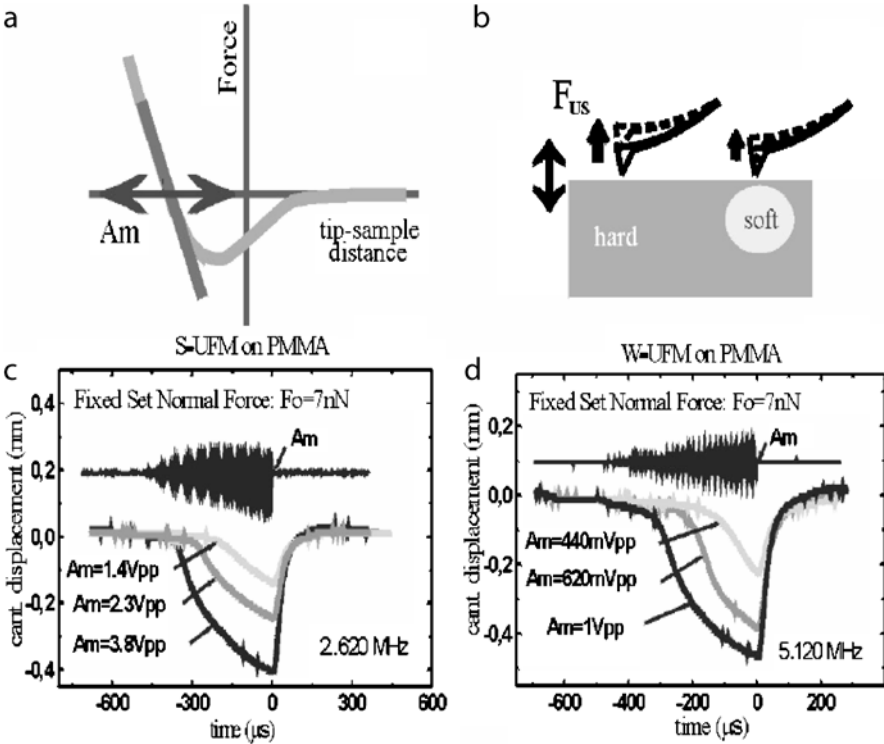 a
Force
Am
tip-sample
distance
b
F_US
hard
soft
S-UFM on PMMA
c
Fixed Set Normal Force: Fo=7nN
Am
cant. displacement (nm)
0,4
0,2
0,0
-0,2
-0,4
Am=1.4Vpp
Am=2.3Vpp
Am=3.8Vpp
2.620 MHz
-600
-300
0
300
600
time (µs)
W-UFM on PMMA
d
Fixed Set Normal Force: Fo=7nN
Am
cant. displacement (nm)
0,2
0,0
-0,2
-0,4
Am=440mVpp
Am=620mVpp
Am=1Vpp
5.120 MHz
-600
-400
-200
0
200
time (µs)